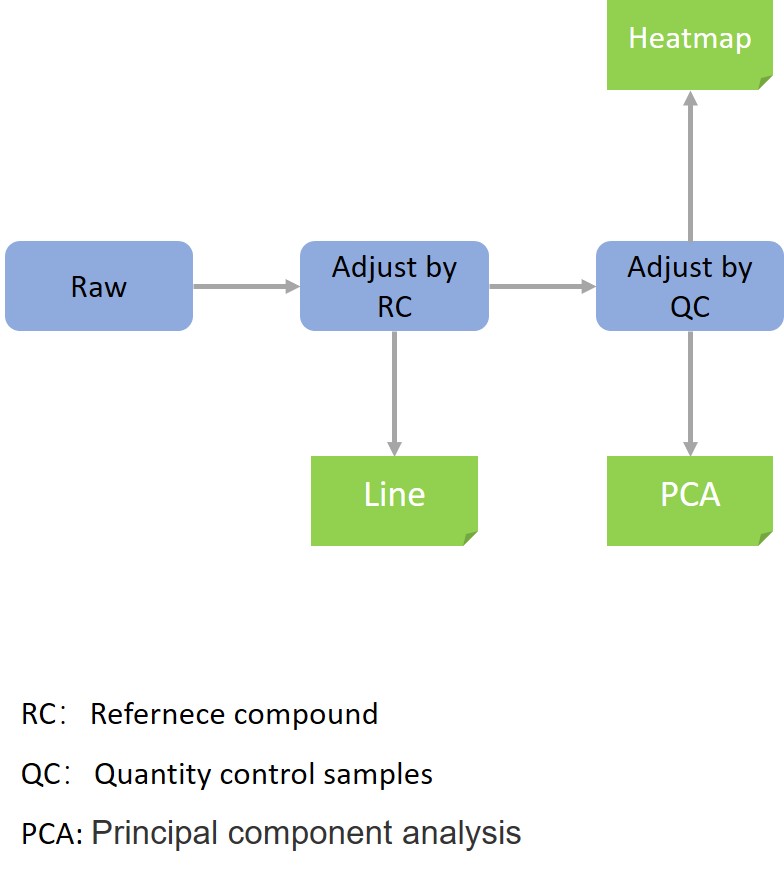 Heatmap
Raw
Adjust by
RC
Adjust by
QC
Line
PCA
RC： Refernece compound
QC： Quantity control samples
PCA: Principal component analysis